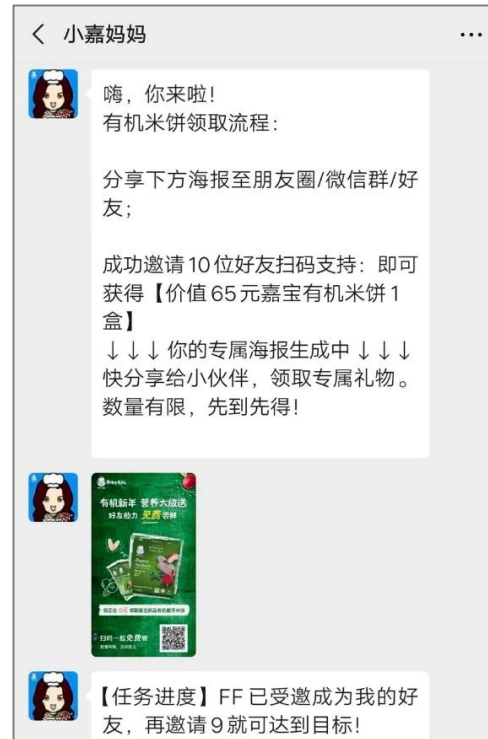 小嘉妈妈
嗨，你来啦！
有机米饼领取流程：
分享下方海报至朋友圈/微信群/好
友；
成功邀请10位好友扫码支持：即可
获得【价值65元嘉宝有机米饼1
盒】
↓↓↓你的专属海报生成中↓↓↓
快分享给小伙伴，领取专属礼物。
数量有限，先到先得！
有机新年 营养大放送
好友助力 免费尝鲜
扫码一起免费领
【任务进度】FF已受邀成为我的好
友，再邀请9就可达到目标！